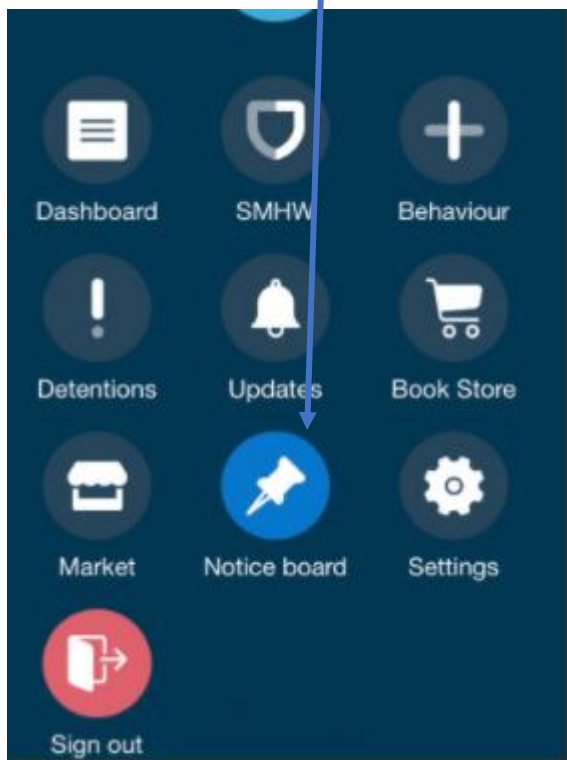 Dashboard SMHW Behaviour
Detentions Updates Book Store
Market Notice board Settings
Sign out